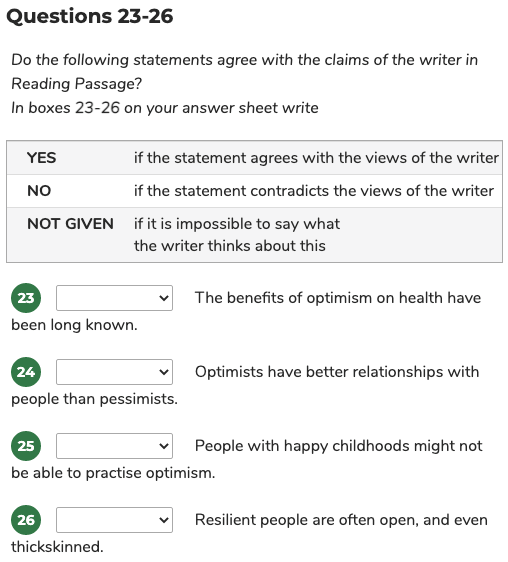 Questions 23-26
Do the following statements agree with the claims of the writer in
Reading Passage?
In boxes 23-26 on your answer sheet write
YES if the statement agrees with the views of the writer
NO if the statement contradicts the views of the writer
NOT GIVEN if it is impossible to say what
the writer thinks about this
23 The benefits of optimism on health have
been long known.
24 Optimists have better relationships with
people than pessimists.
25 People with happy childhoods might not
be able to practise optimism.
26 Resilient people are often open, and even
thickskinned.